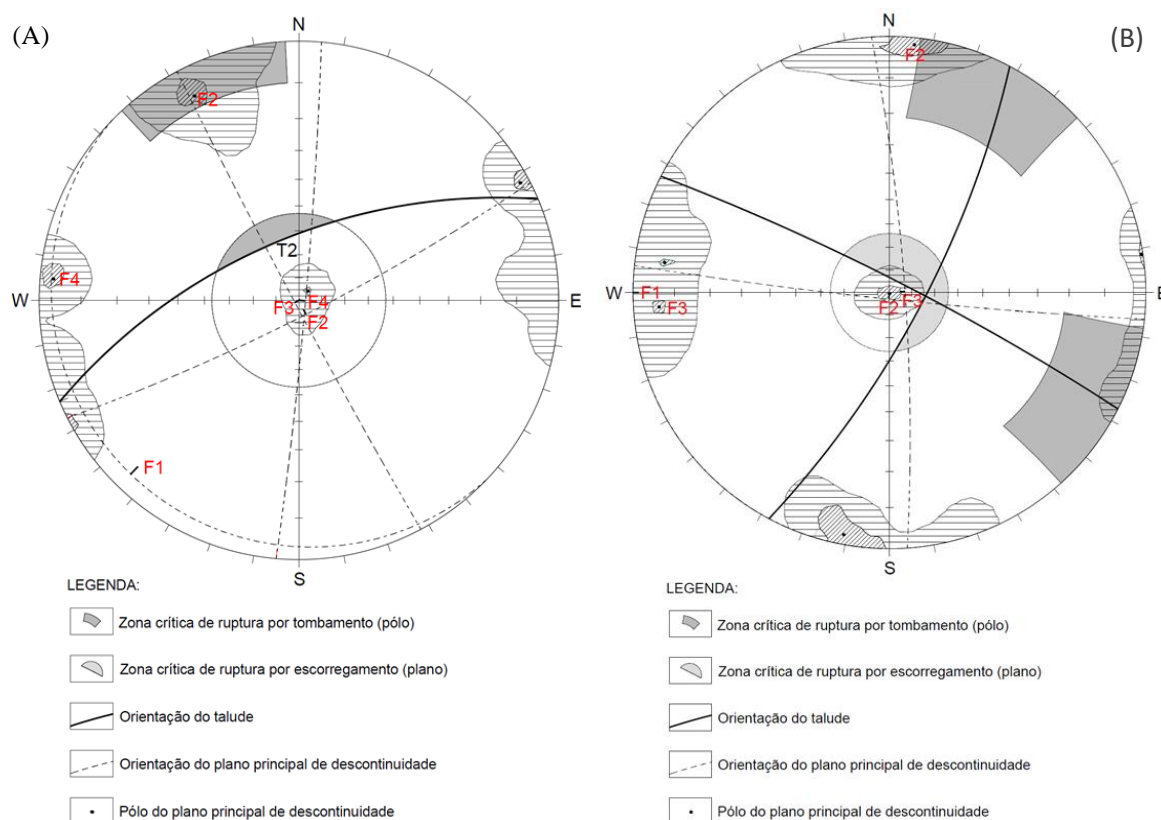 (A)
N
F2
T2
F4
W
E
F3
F4
F2
F1
S
LEGENDA:
Zona crítica de ruptura por tombamento (pólo)
Zona crítica de ruptura por escorregamento (plano)
Orientação do talude
Orientação do plano principal de descontinuidade
Pólo do plano principal de descontinuidade
N
(B)
F2
W
F1
F3
F2
F3
E
S
LEGENDA:
Zona crítica de ruptura por tombamento (pólo)
Zona crítica de ruptura por escorregamento (plano)
Orientação do talude
Orientação do plano principal de descontinuidade
Pólo do plano principal de descontinuidade